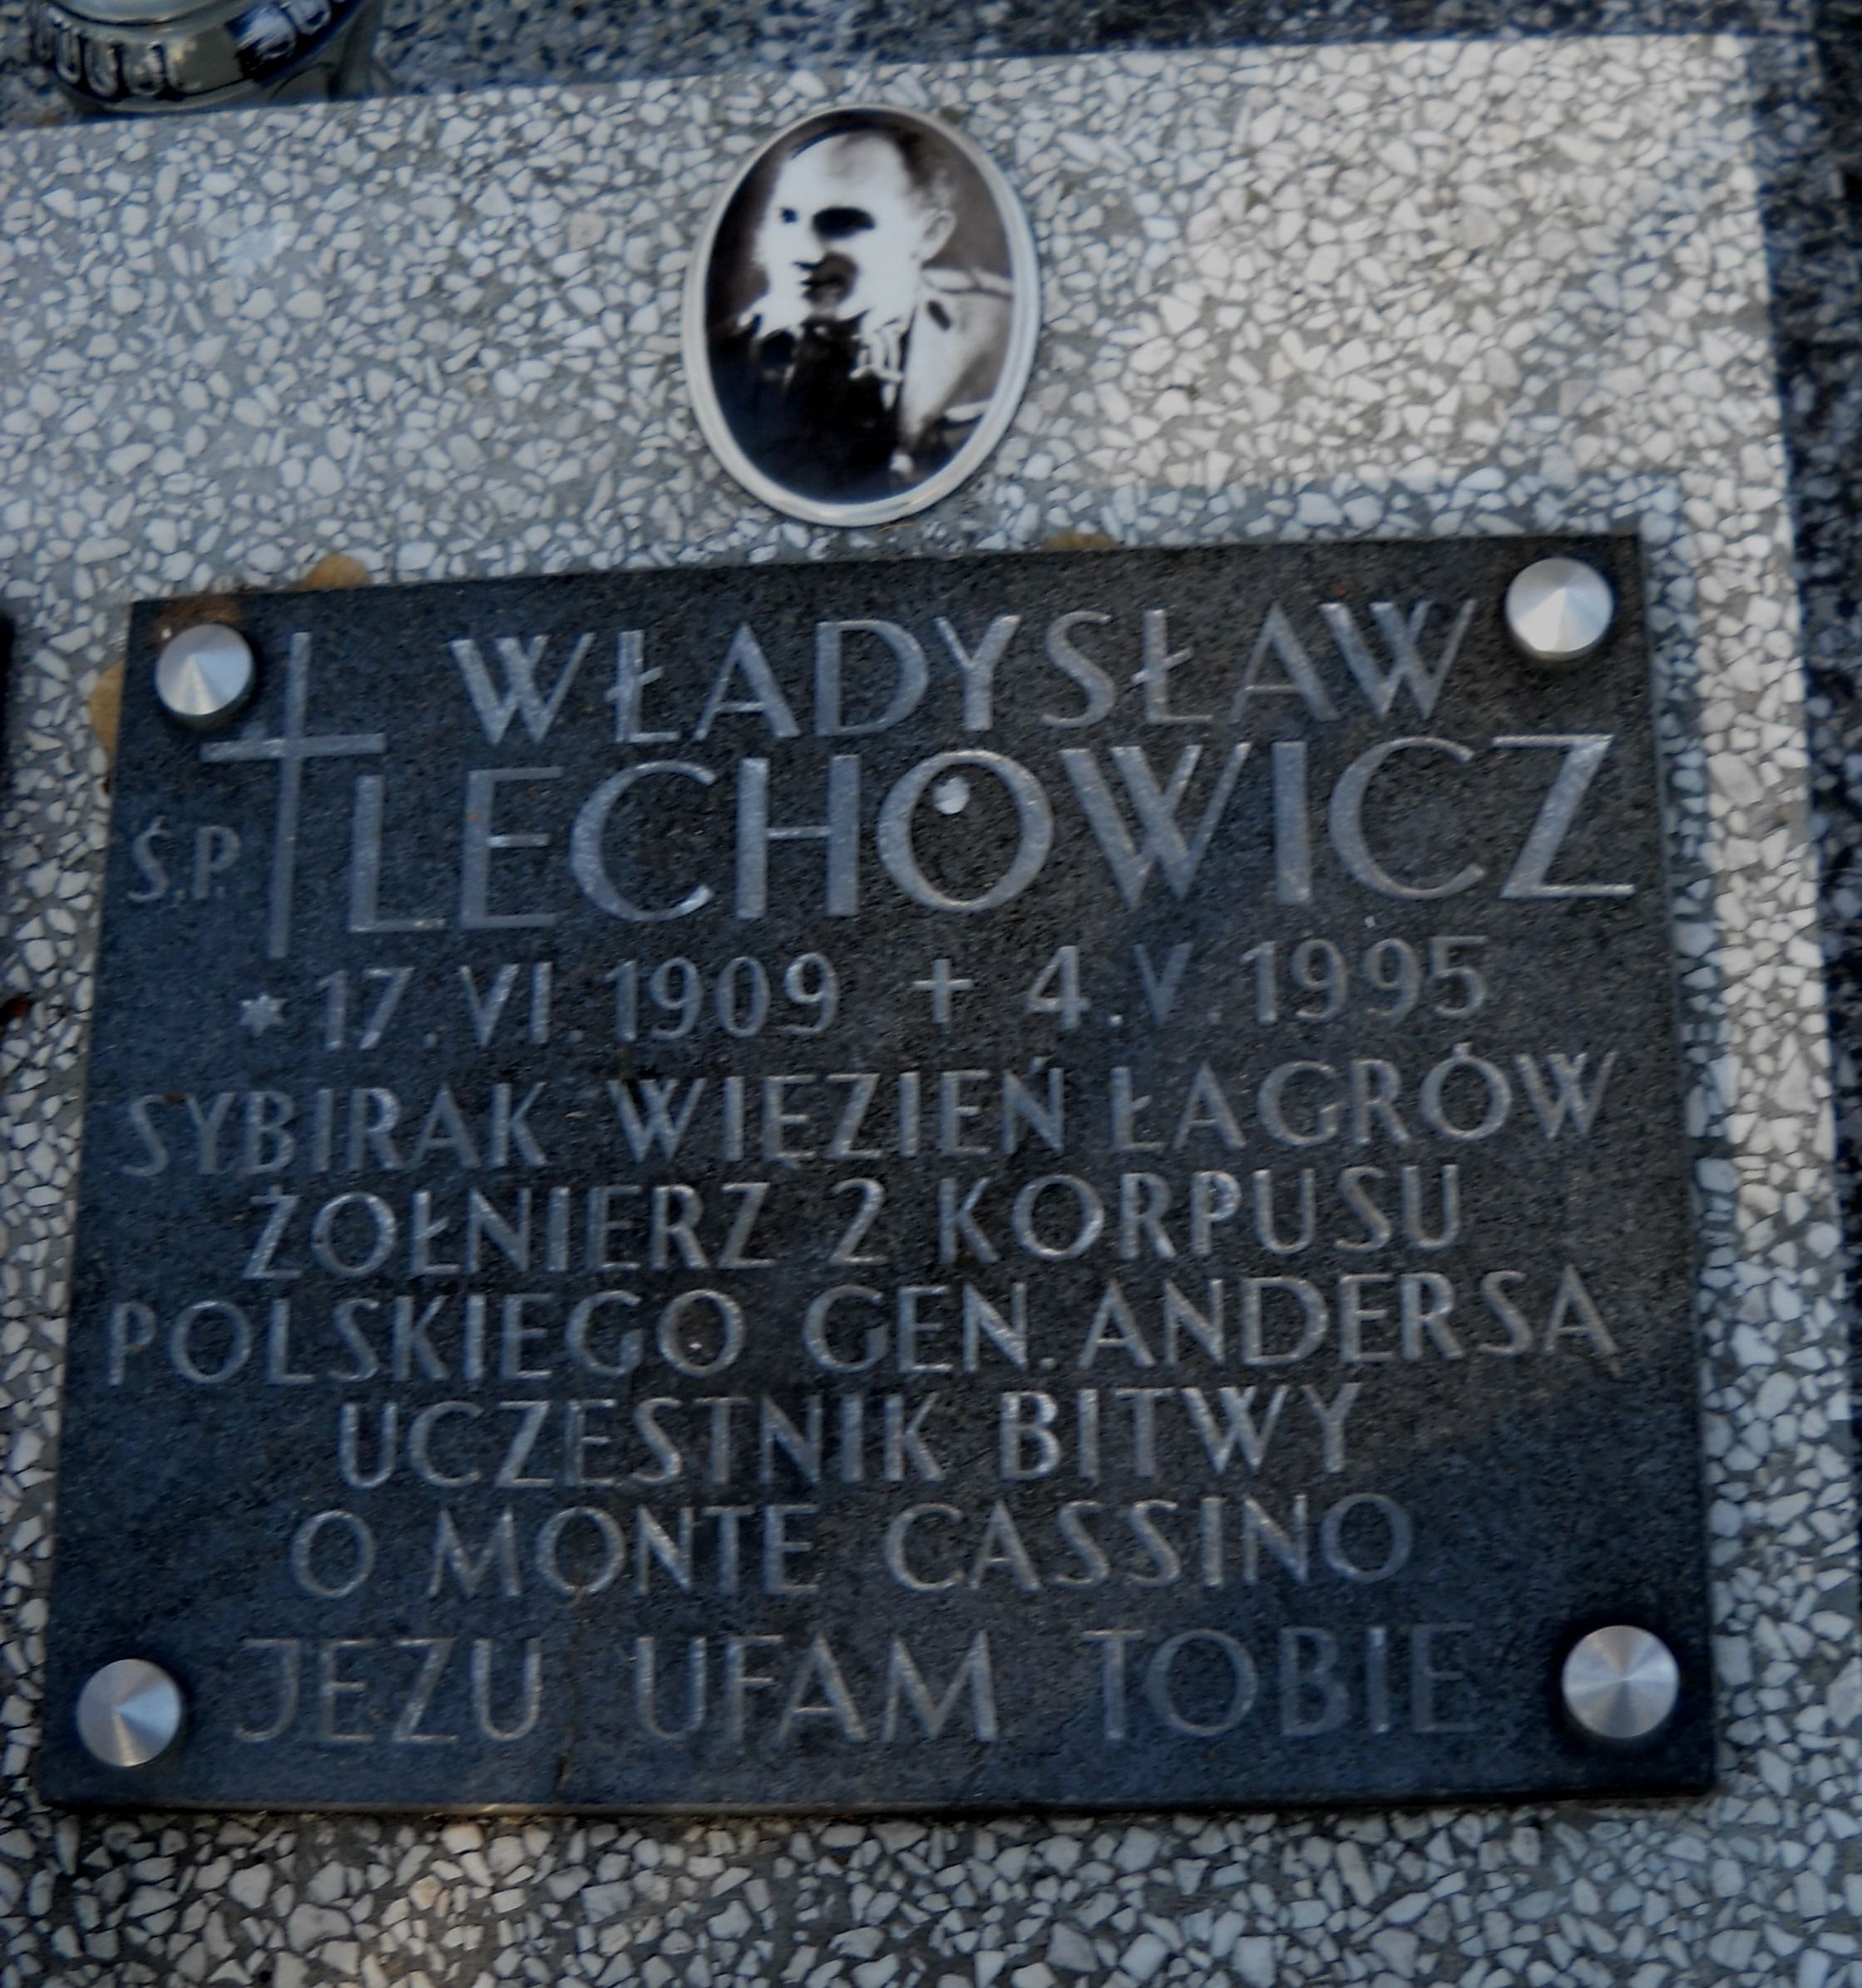 WŁADYSŁAW
Ś.P. LECHOWICZ
* 17.VI.1909 + 4.V.1995
SYBIRAK WIĘZIEŃ ŁAGRÓW
ŻOŁNIERZ 2 KORPUSU
POLSKIEGO GEN. ANDERSA
UCZESTNIK BITWY
O MONTE CASSINO
JEZU UFAM TOBIE